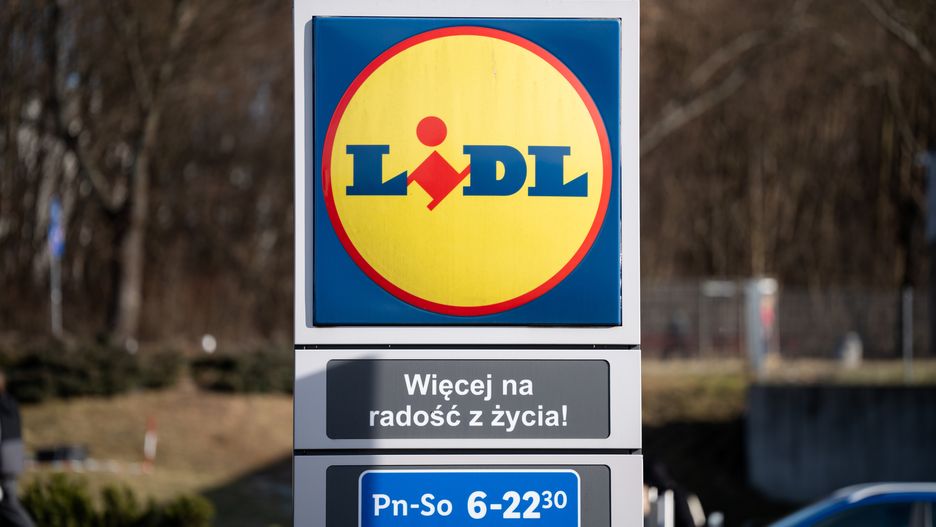 LiDL
Więcej na
radość z życia!
Pn-So 6-22³⁰